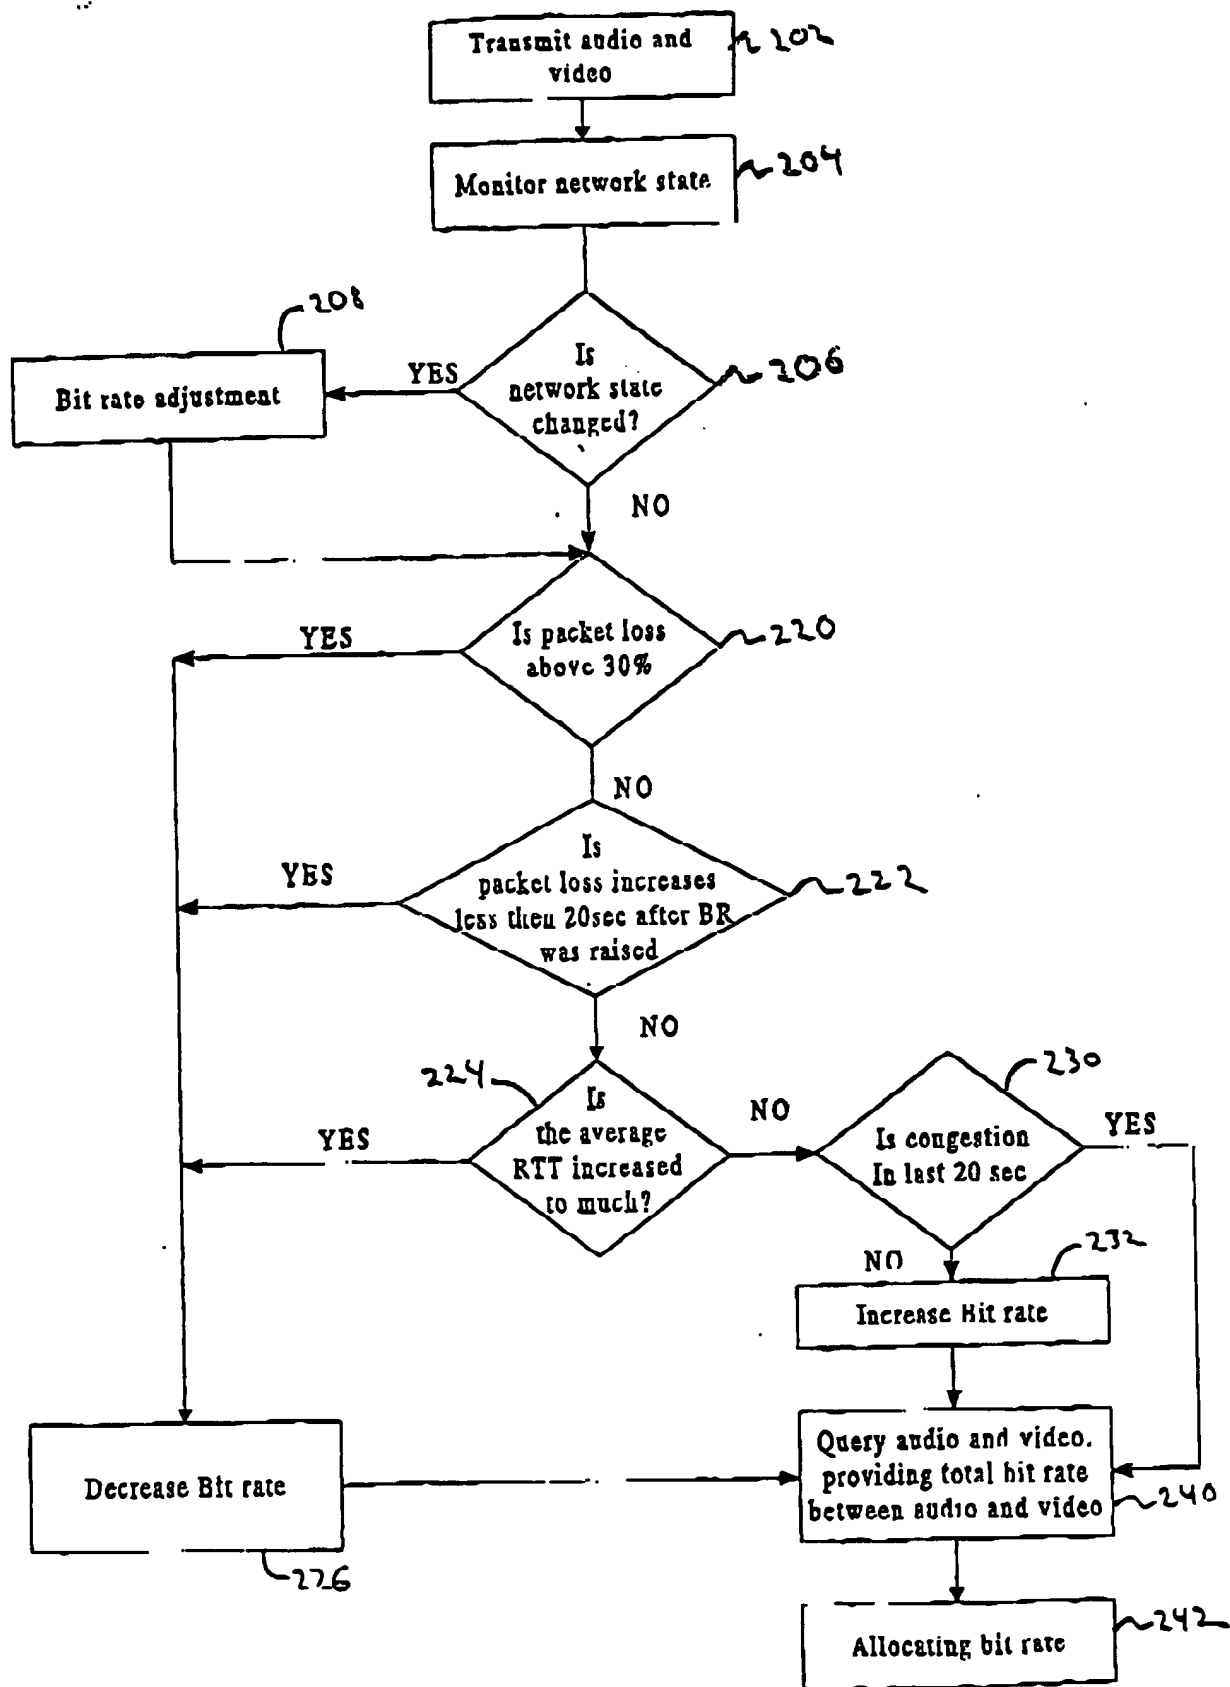 Transmit audio and
video
202
Monitor network state
204
208
Is
network state
changed?
206
YES
Bit rate adjustment
NO
Is packet loss
above 30%
220
YES
NO
Is
packet loss increases
less then 20sec after BR
was raised
222
YES
NO
224
Is
the average
RTT increased
to much?
YES
NO
230
Is congestion
In last 20 sec
YES
NO
232
Increase Bit rate
Decrease Bit rate
226
Query audio and video.
providing total bit rate
between audio and video
240
Allocating bit rate
242